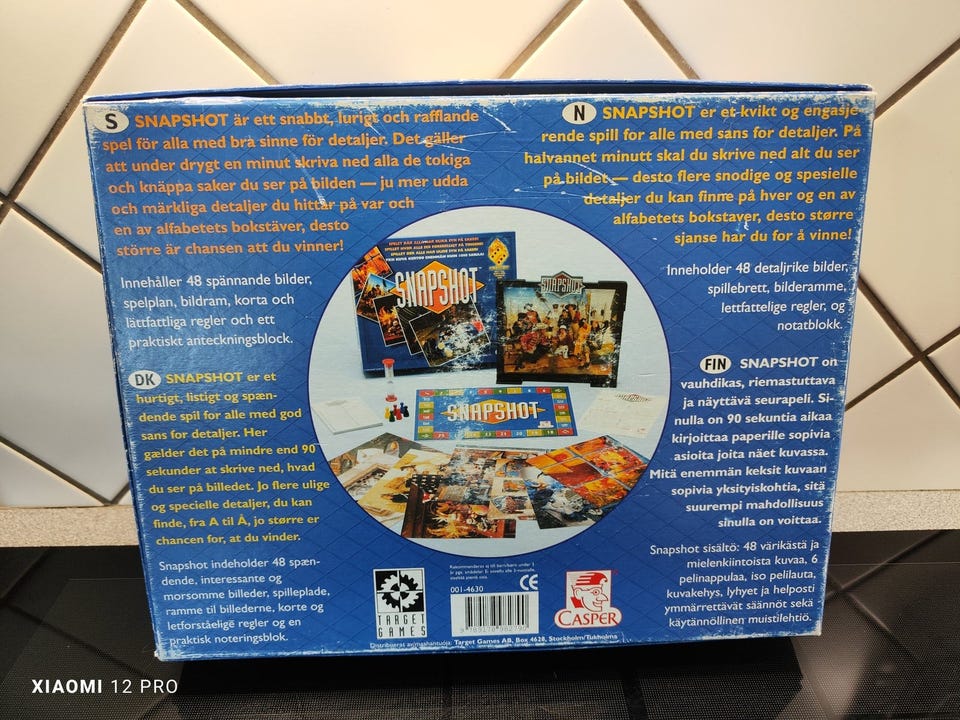 S SNAPSHOT är ett snabbt, lurigt och rafflande
spel för alla med bra sinne för detaljer. Det gäller
att under drygt en minut skriva ned alla de tokiga
och knäppa saker du ser på bilden — ju mer udda
och märkliga detaljer du hittar på var och
en av alfabetets bokstäver, desto
större är chansen att du vinner!
Innehåller 48 spännande bilder,
spelplan, bildram, korta och
lättfattliga regler och ett
praktiskt anteckningsblock.
DK SNAPSHOT er et
hurtigt, listigt og spæn-
dende spil for alle med god
sans for detaljer. Her
gælder det på mindre end 90
sekunder at skrive ned, hvad
du ser på billedet. Jo flere ulige
og specielle detaljer, du kan
finde, fra A til Å, jo større er
chancen for, at du vinder.
Snapshot indeholder 48 spæn-
dende, interessante og
morsomme billeder, spilleplade,
ramme til billederne, korte og
letforståelige regler og en
praktisk noteringsblok.
N SNAPSHOT er et kvikt og engasje-
rende spill for alle med sans for detaljer. På
halvannet minutt skal du skrive ned alt du ser
på bildet — desto flere snodige og spesielle
detaljer du kan finne på hver og en av
alfabetets bokstaver, desto større
sjanse har du for å vinne!
Inneholder 48 detaljrike bilder,
spillebrett, bilderamme,
lettfattelige regler, og
notatblokk.
FIN SNAPSHOT on
vauhdikas, riemastuttava
ja näyttävä seurapeli. Si-
nulla on 90 sekuntia aikaa
kirjoittaa paperille sopivia
asioita joita näet kuvassa.
Mitä enemmän keksit kuvaan
sopivia yksityiskohtia, sitä
suurempi mahdollisuus
sinulla on voittaa.
Snapshot sisältö: 48 värikästä ja
mielenkiintoista kuvaa, 6
pelinappulaa, iso pelilauta,
kuvakehys, lyhyet ja helposti
ymmärrettävät säännöt sekä
käytännöllinen muistilehtiö.
SNAPSHOT
SNAPSHOT
SNAPSHOT
TARGET
GAMES
001-4630
CE
CASPER
Target Games AB, Box 4628, Stockholm/Tukholma
XIAOMI 12 PRO